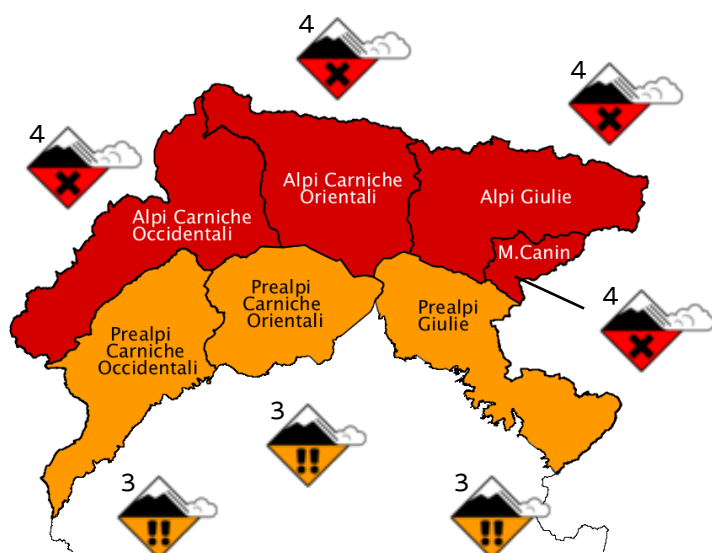 4
4
4
Alpi Carniche
Orientali
Alpi Giulie
Alpi Carniche
Occidentali
M.Canin
Prealpi
Carniche
Orientali
4
Prealpi
Giulie
Prealpi
Carniche
Occidentali
3
!!
3
!!
3
!!